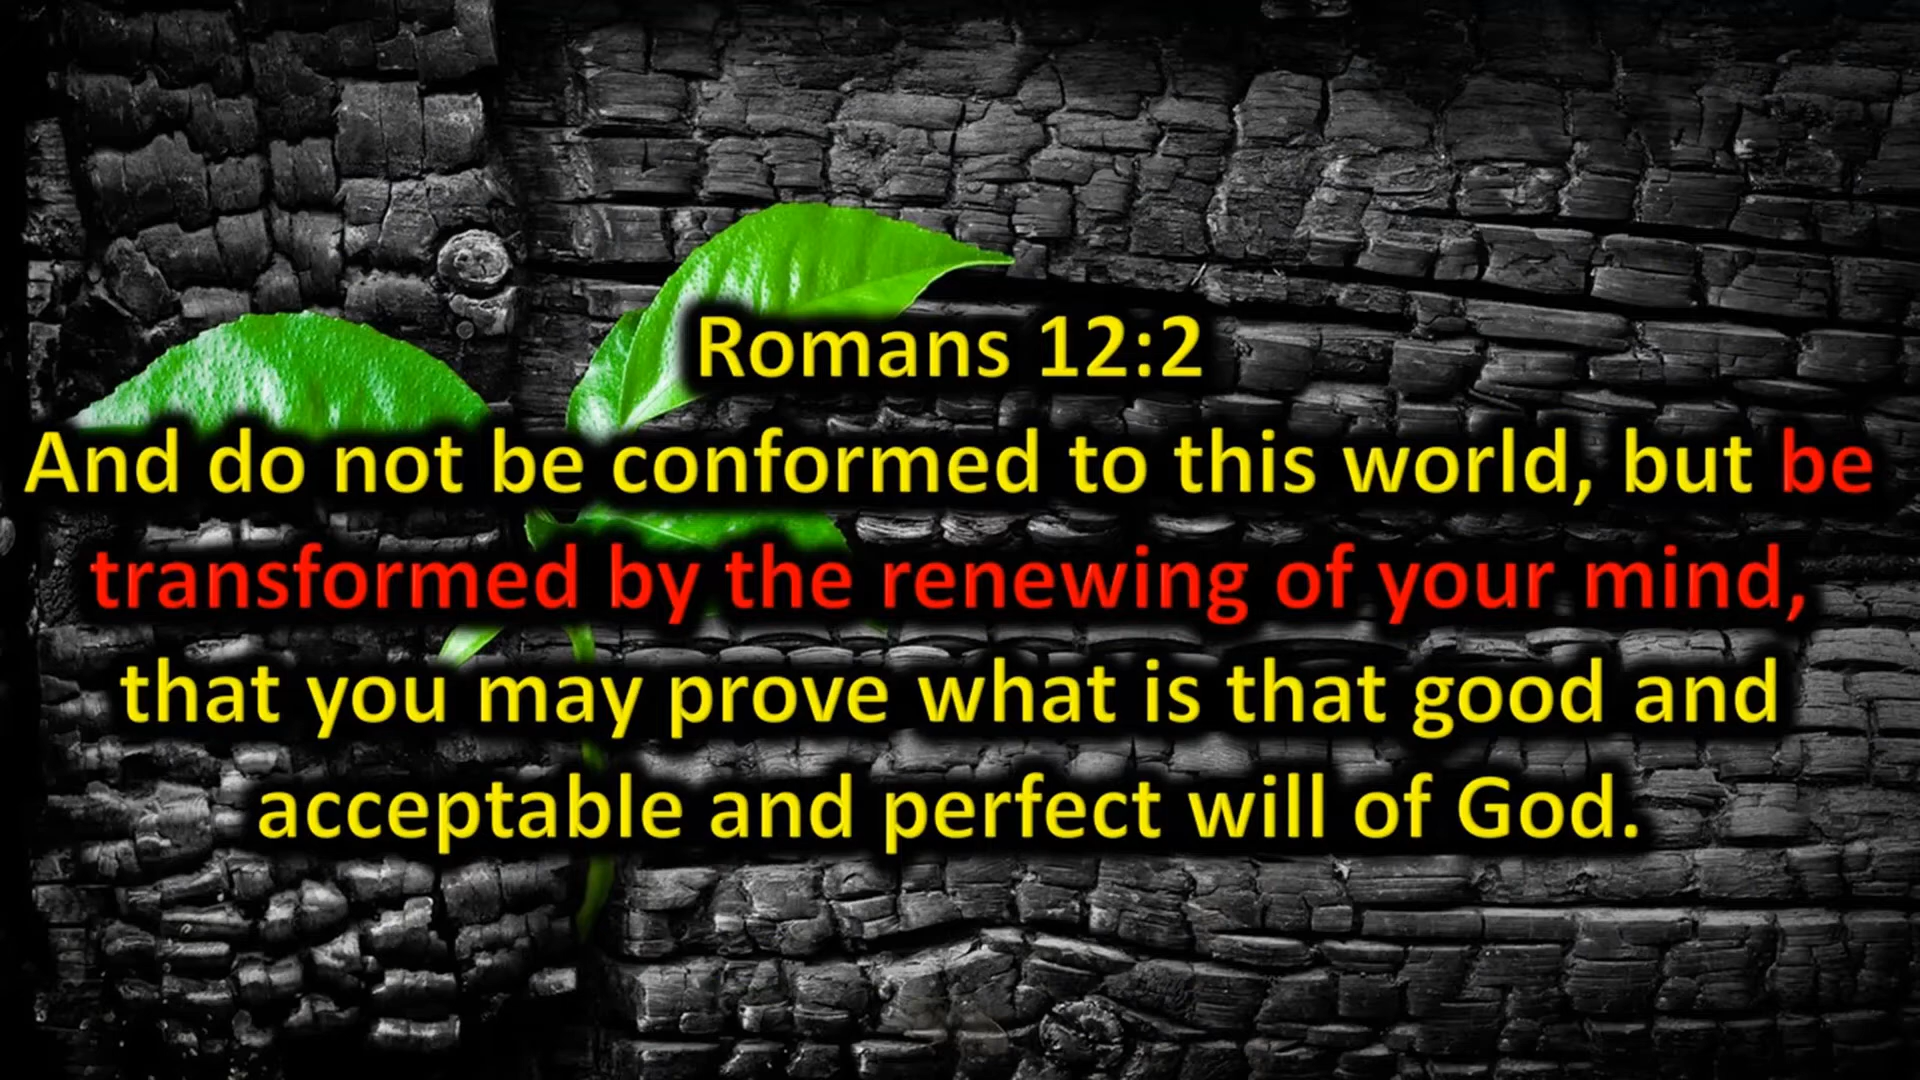 Romans 12:2
And do not be conformed to this world, but be
transformed by the renewing of your mind,
that you may prove what is that good and
acceptable and perfect will of God.